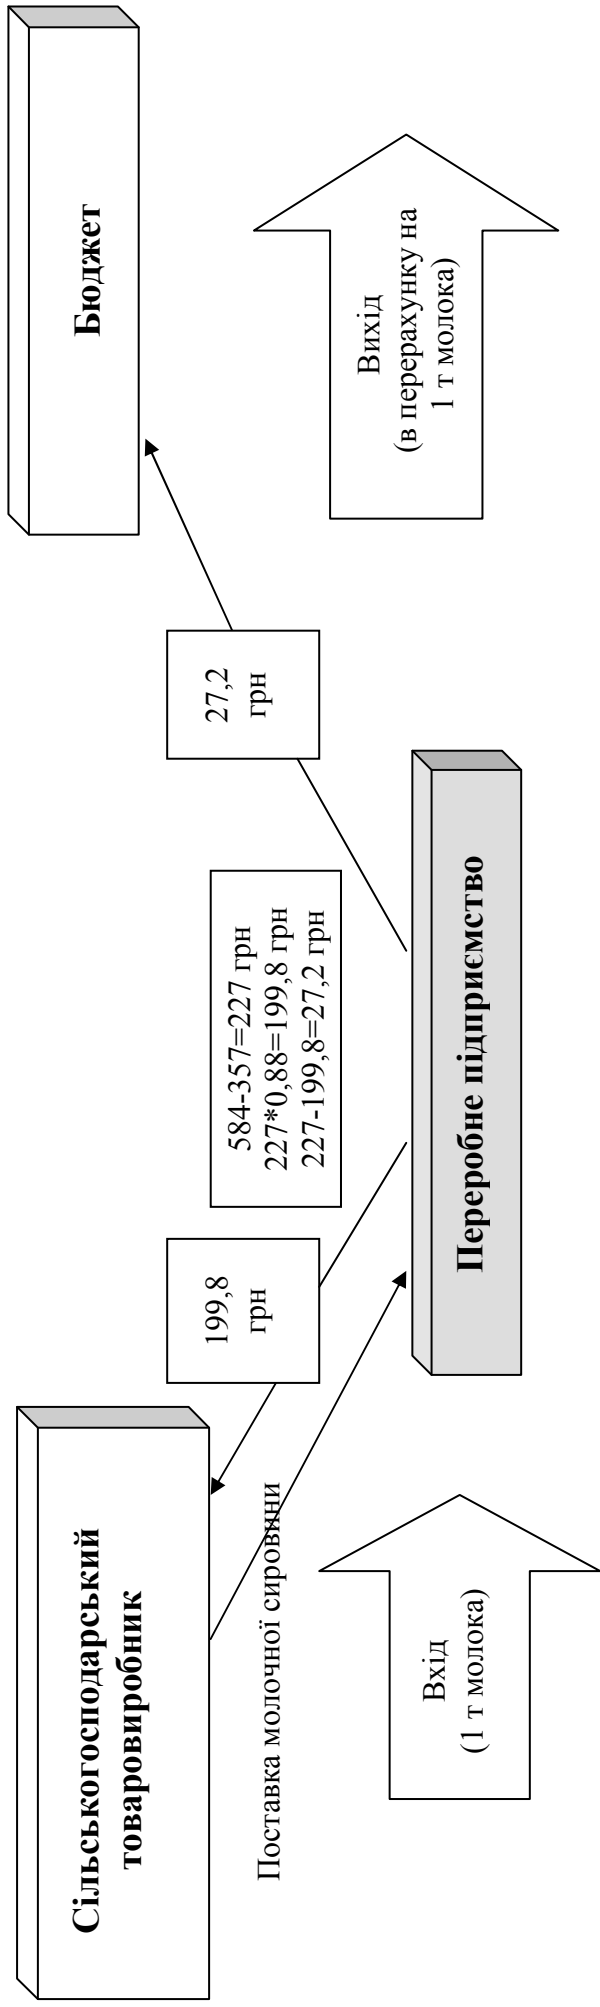 Сільськогосподарський
товаровиробник
Бюджет
199,8
грн
27,2
грн
584-357=227 грн
227*0,88=199,8 грн
227-199,8=27,2 грн
Поставка молочної сировини
Переробне підприємство
Вхід
(1 т молока)
Вихід
(в перерахунку на
1 т молока)